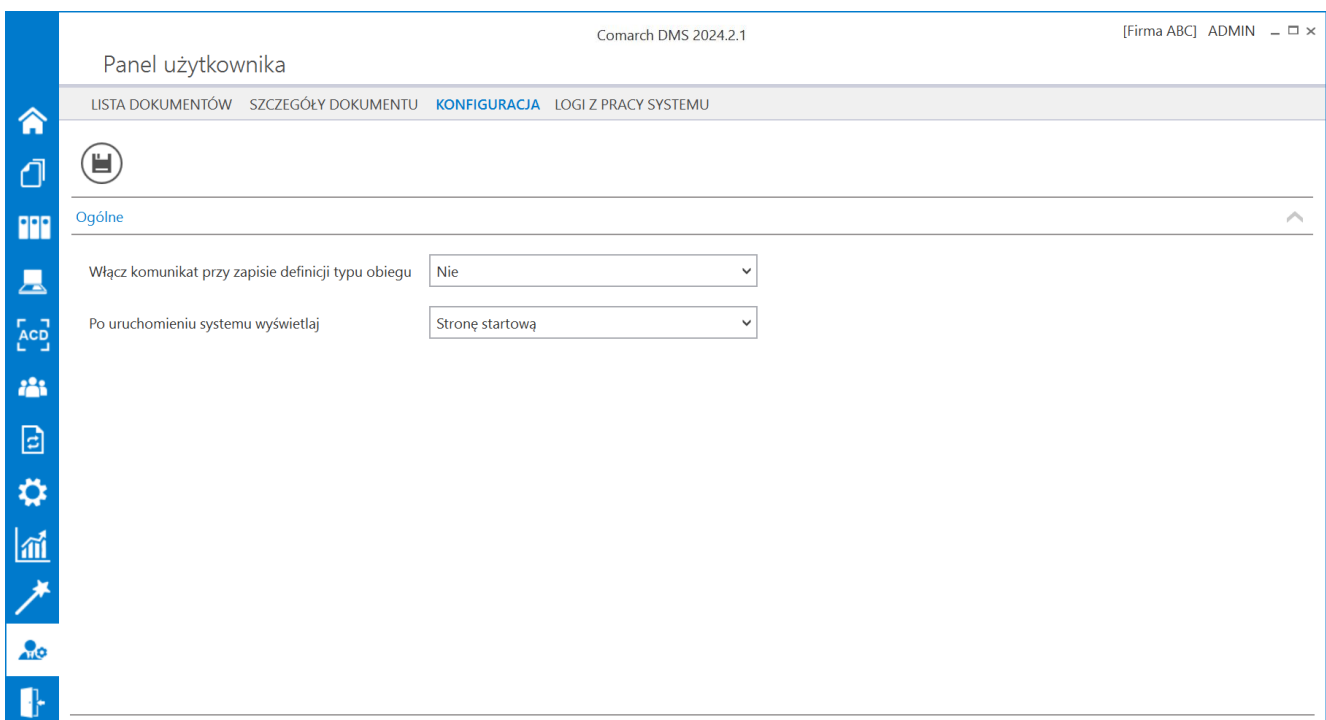 Comarch DMS 2024.2.1
[Firma ABC] ADMIN
Panel użytkownika
LISTA DOKUMENTÓW SZCZEGÓŁY DOKUMENTU KONFIGURACJA LOGI Z PRACY SYSTEMU
Ogólne
Włącz komunikat przy zapisie definicji typu obiegu Nie
Po uruchomieniu systemu wyświetlaj Stronę startową
ACD